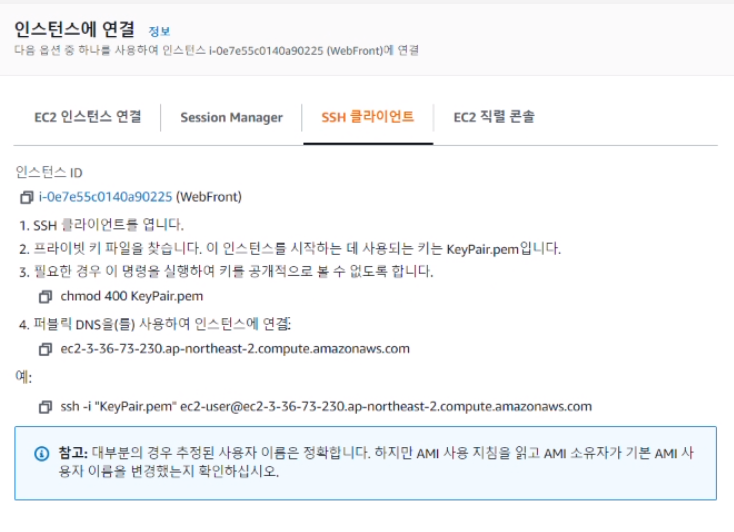 인스턴스에 연결 정보
다음 옵션 중 하나를 사용하여 인스턴스 i-0e7e55c0140a90225 (WebFront)에 연결
EC2 인스턴스 연결
Session Manager
SSH 클라이언트
EC2 직렬 콘솔
인스턴스 ID
i-0e7e55c0140a90225 (WebFront)
1. SSH 클라이언트를 엽니다.
2. 프라이빗 키 파일을 찾습니다. 이 인스턴스를 시작하는 데 사용되는 키는 KeyPair.pem입니다.
3. 필요한 경우 이 명령을 실행하여 키를 공개적으로 볼 수 없도록 합니다.
chmod 400 KeyPair.pem
4. 퍼블릭 DNS을(를) 사용하여 인스턴스에 연결:
ec2-3-36-73-230.ap-northeast-2.compute.amazonaws.com
예:
ssh -i "KeyPair.pem" ec2-user@ec2-3-36-73-230.ap-northeast-2.compute.amazonaws.com
참고: 대부분의 경우 추정된 사용자 이름은 정확합니다. 하지만 AMI 사용 지침을 읽고 AMI 소유자가 기본 AMI 사
용자 이름을 변경했는지 확인하십시오.